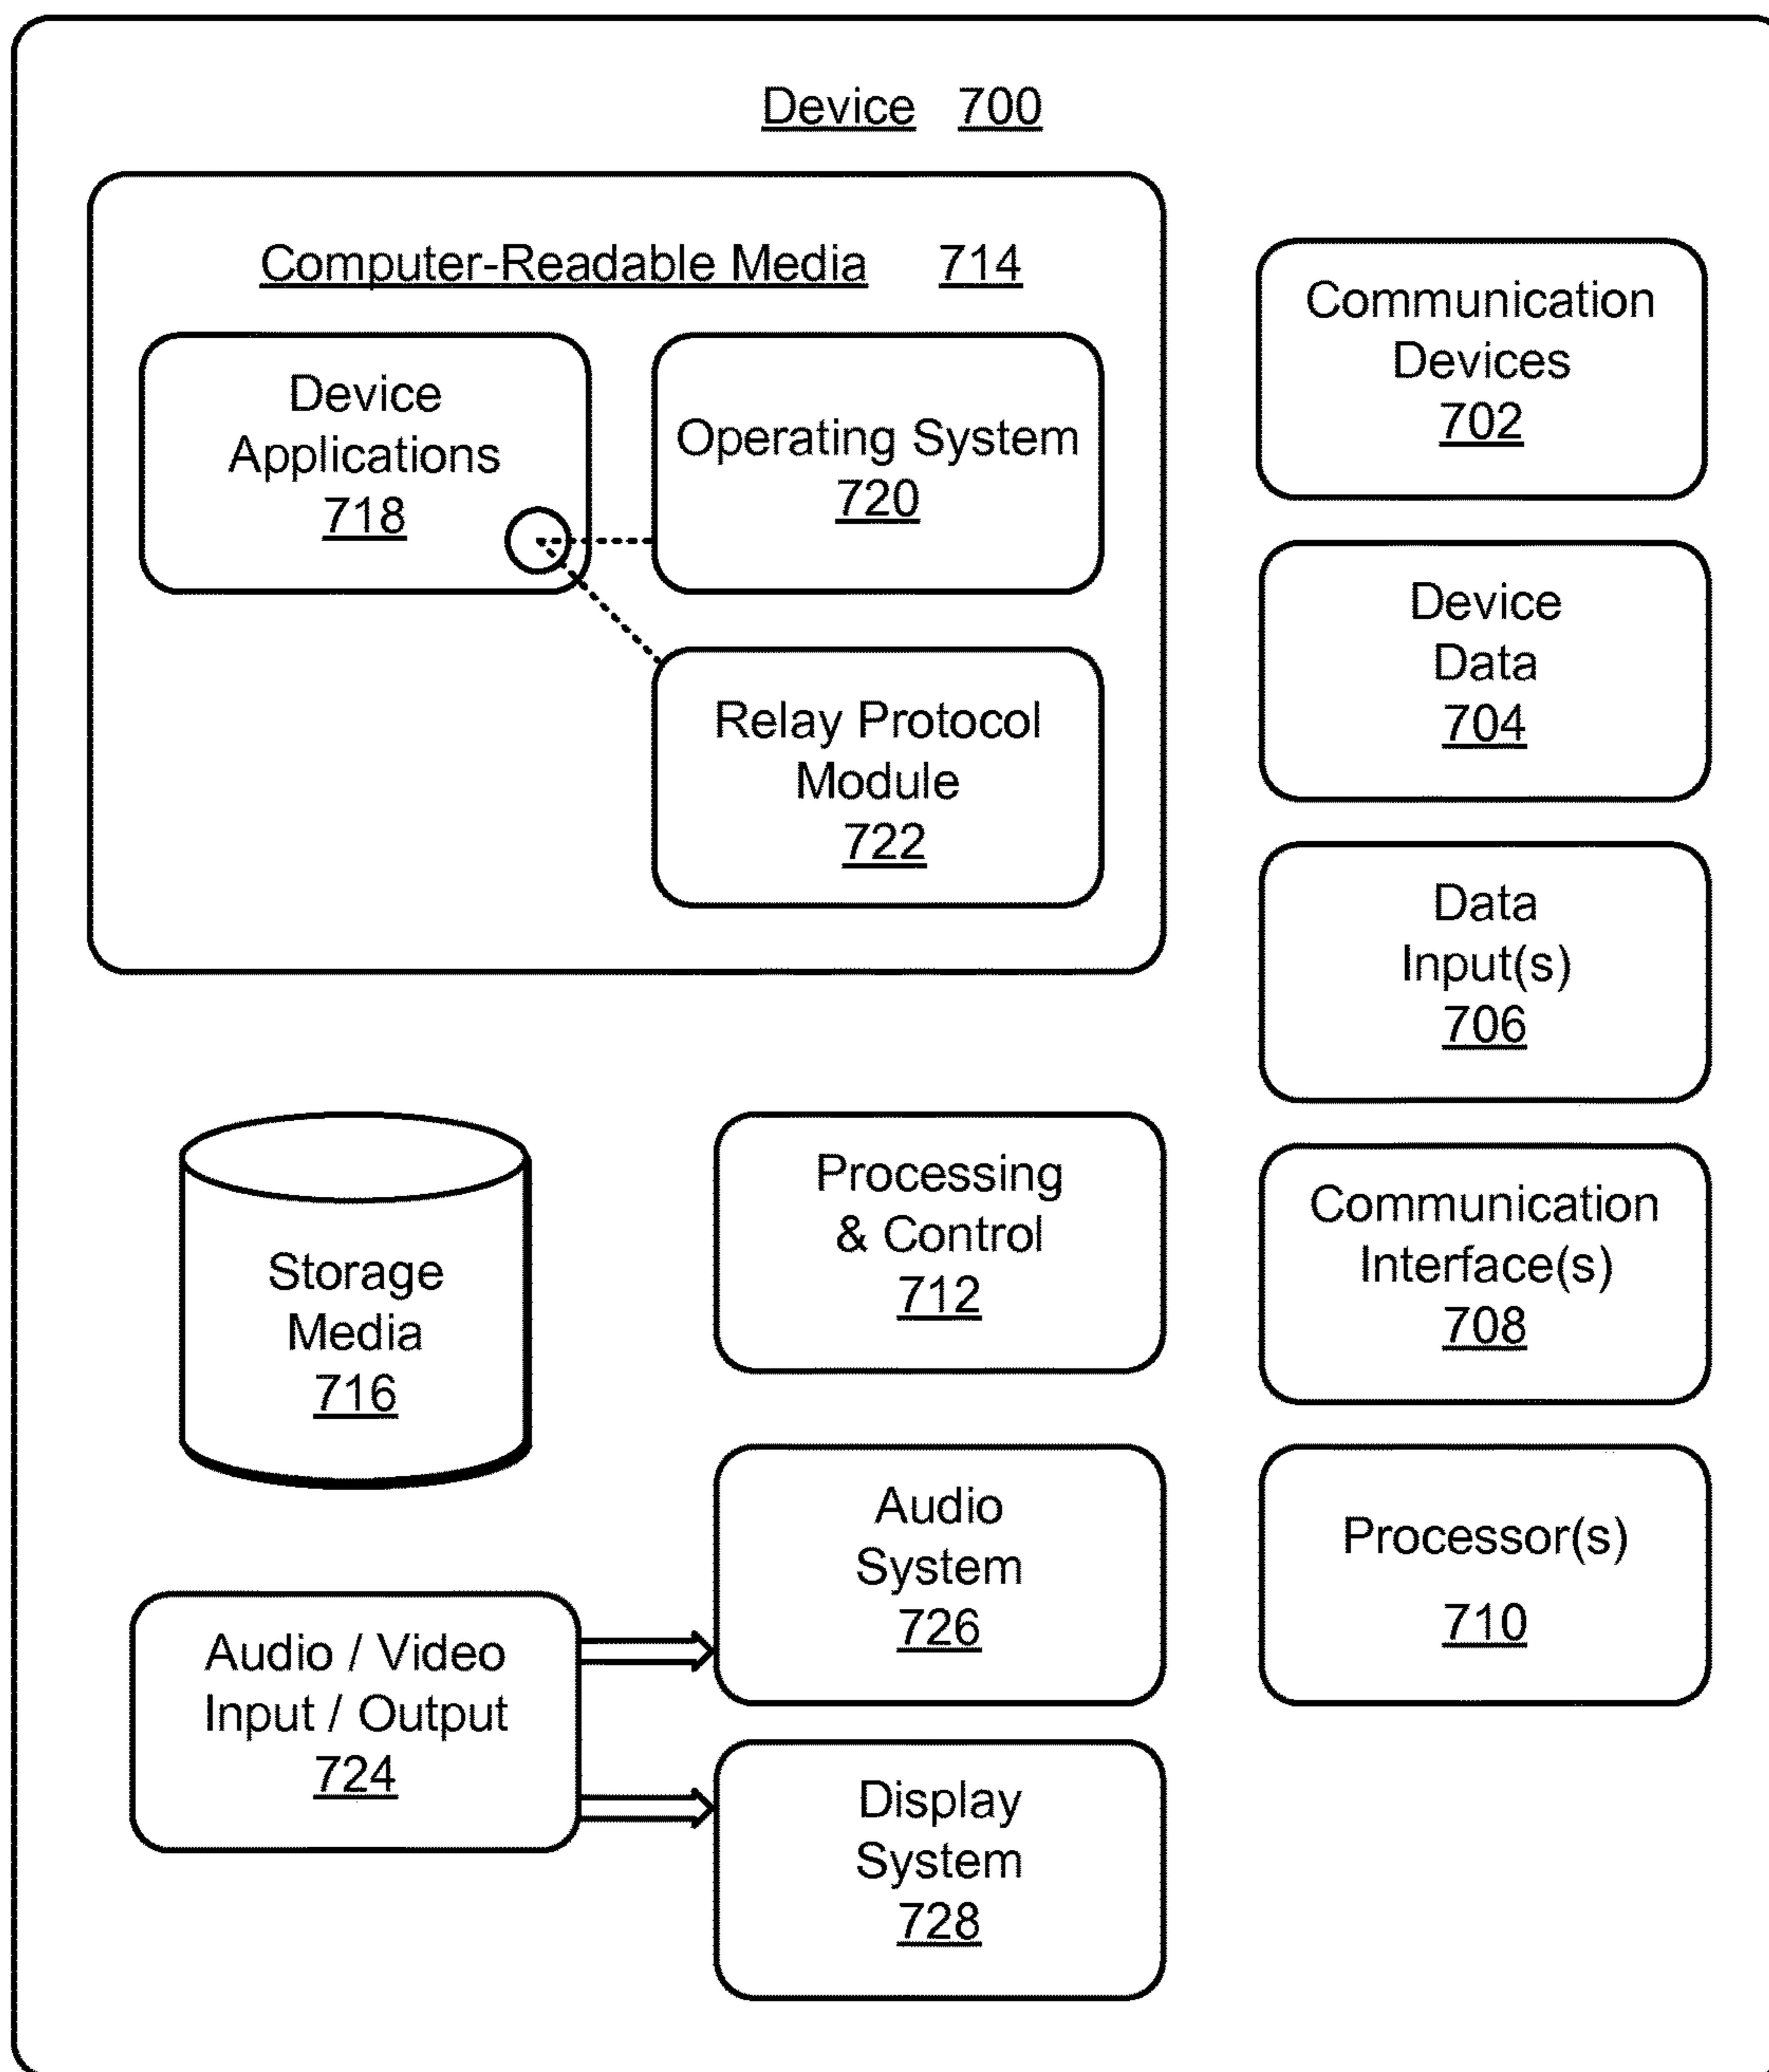 Device 700
Computer-Readable Media 714
Device
Applications
718
Operating System
720
Relay Protocol
Module
722
Communication
Devices
702
Device
Data
704
Data
Input(s)
706
Communication
Interface(s)
708
Processor(s)
710
Storage
Media
716
Processing
& Control
712
Audio
System
726
Audio / Video
Input / Output
724
Display
System
728